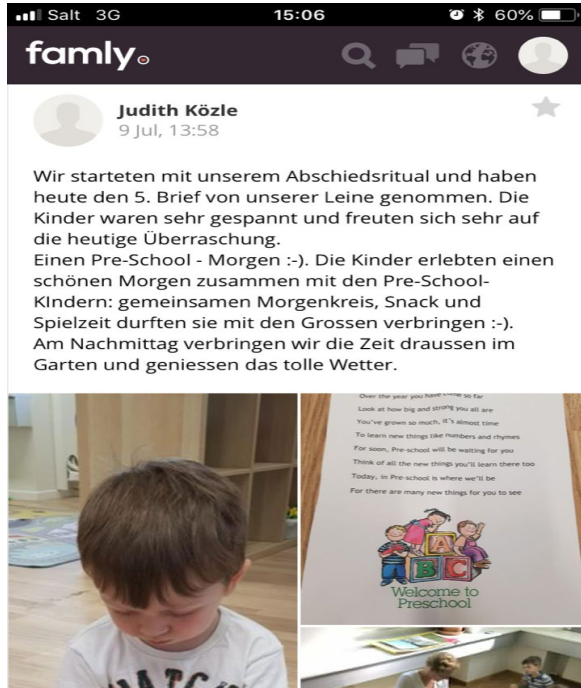 Salt 3G 15:06 60%
famly
Judith Közle
9 Jul, 13:58
Wir starteten mit unserem Abschiedsritual und haben
heute den 5. Brief von unserer Leine genommen. Die
Kinder waren sehr gespannt und freuten sich sehr auf
die heutige Überraschung.
Einen Pre-School - Morgen :-). Die Kinder erlebten einen
schönen Morgen zusammen mit den Pre-School-
KIndern: gemeinsamen Morgenkreis, Snack und
Spielzeit durften sie mit den Grossen verbringen :-).
Am Nachmittag verbringen wir die Zeit draussen im
Garten und geniessen das tolle Wetter.
Over the year you have come so far
Look at how big and strong you all are
You've grown so much, it's almost time
To learn new things like numbers and rhymes
For soon, Pre-school will be waiting for you
Think of all the new things you'll learn there too
Today, in Pre-school is where we'll be
For there are many new things for you to see
A
B C
Welcome to
Preschool